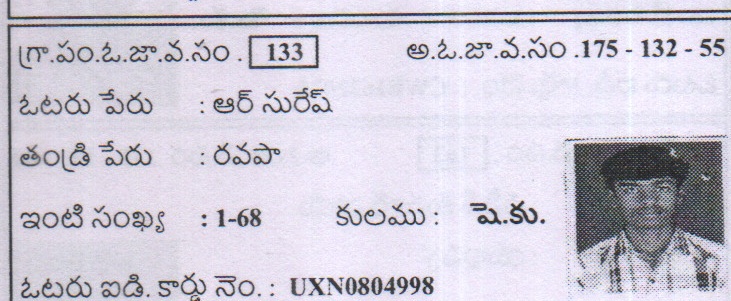 గ్రా.పం.ఓ.జా.వ.సం . 133 అ.ఓ.జా.వ.సం .175 - 132 - 55
ఓటరు పేరు : ఆర్ సురేష్
తండ్రి పేరు : రవపా
ఇంటి సంఖ్య : 1-68 కులము : షె.కు.
ఓటరు ఐడి. కార్డు నెం. : UXN0804998